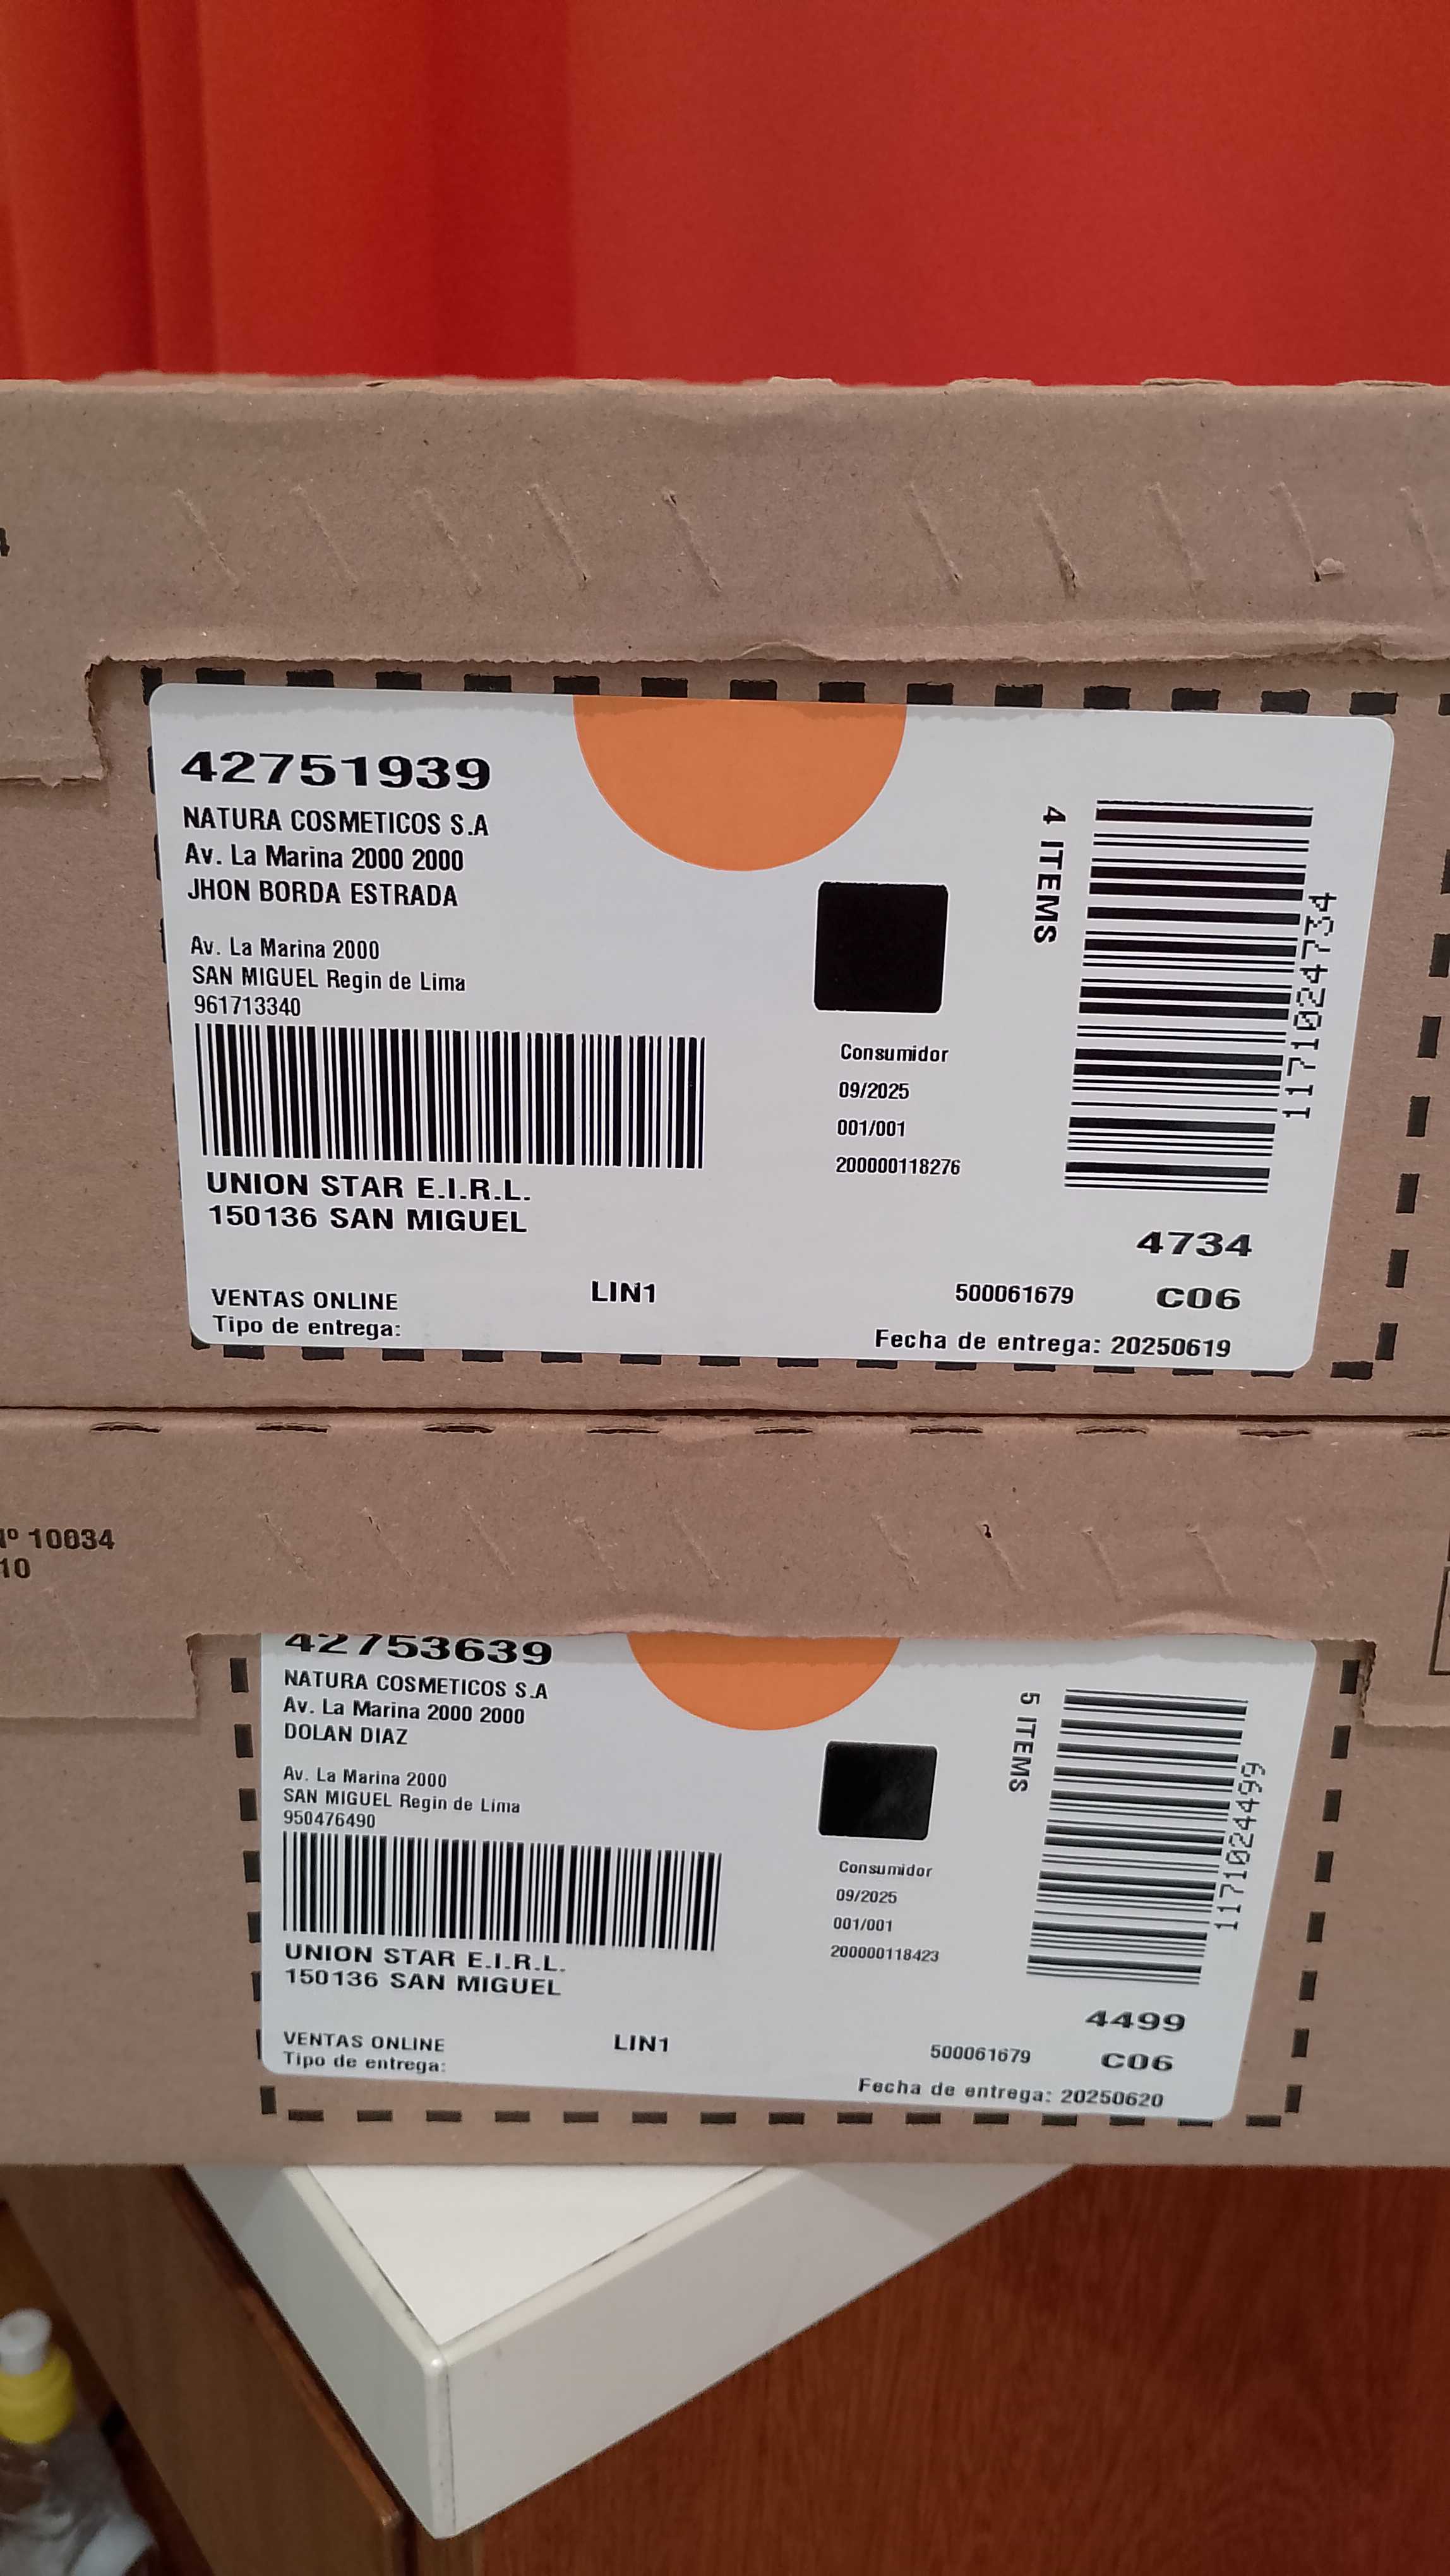 42751939
NATURA COSMETICOS S.A
Av. La Marina 2000 2000
JHON BORDA ESTRADA
Av. La Marina 2000
SAN MIGUEL Regin de Lima
961713340
UNION STAR E.I.R.L.
150136 SAN MIGUEL
VENTAS ONLINE
Tipo de entrega:
LIN1
Consumidor
09/2025
001/001
200000118276
4 ITEMS
1171024734
4734
500061679 C06
Fecha de entrega: 20250619
Nº 10034
10
42753639
NATURA COSMETICOS S.A
Av. La Marina 2000 2000
DOLAN DIAZ
Av. La Marina 2000
SAN MIGUEL Regin de Lima
950476490
UNION STAR E.I.R.L.
150136 SAN MIGUEL
VENTAS ONLINE
Tipo de entrega:
LIN1
Consumidor
09/2025
001/001
200000118423
5 ITEMS
1171024499
4499
500061679 C06
Fecha de entrega: 20250620